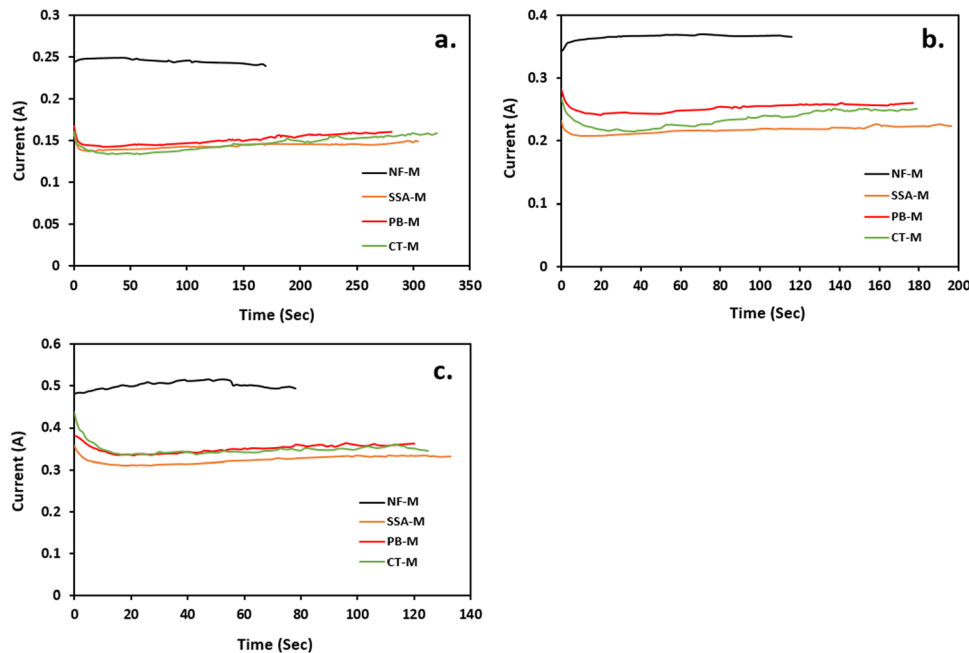 a.
Current (A)
0.3
0.25
0.2
0.15
0.1
0.05
0
NF-M
SSA-M
PB-M
CT-M
0 50 100 150 200 250 300 350
Time (Sec)
b.
Current (A)
0.4
0.3
0.2
0.1
0
NF-M
SSA-M
PB-M
CT-M
0 20 40 60 80 100 120 140 160 180 200
Time (Sec)
c.
Current (A)
0.6
0.5
0.4
0.3
0.2
0.1
0
NF-M
SSA-M
PB-M
CT-M
0 20 40 60 80 100 120 140
Time (Sec)